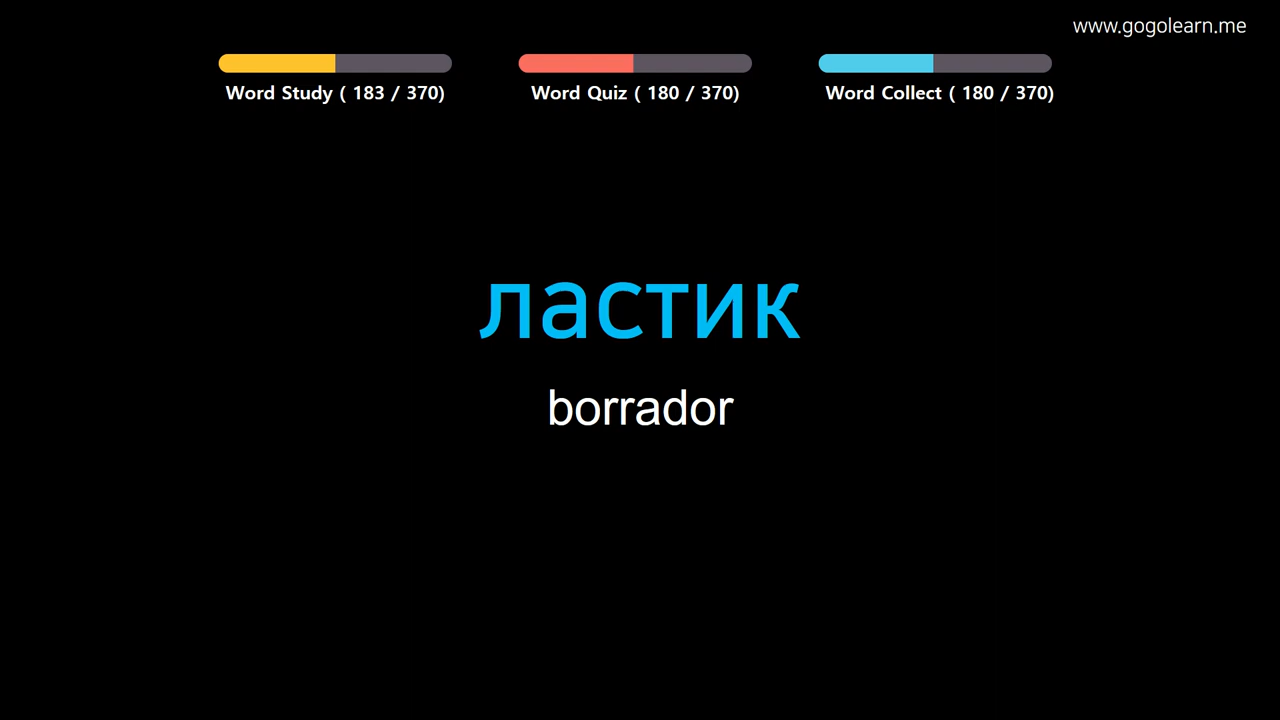 www.gogolearn.me
Word Study ( 183 / 370)
Word Quiz ( 180 / 370)
Word Collect ( 180 / 370)
ластик
borrador